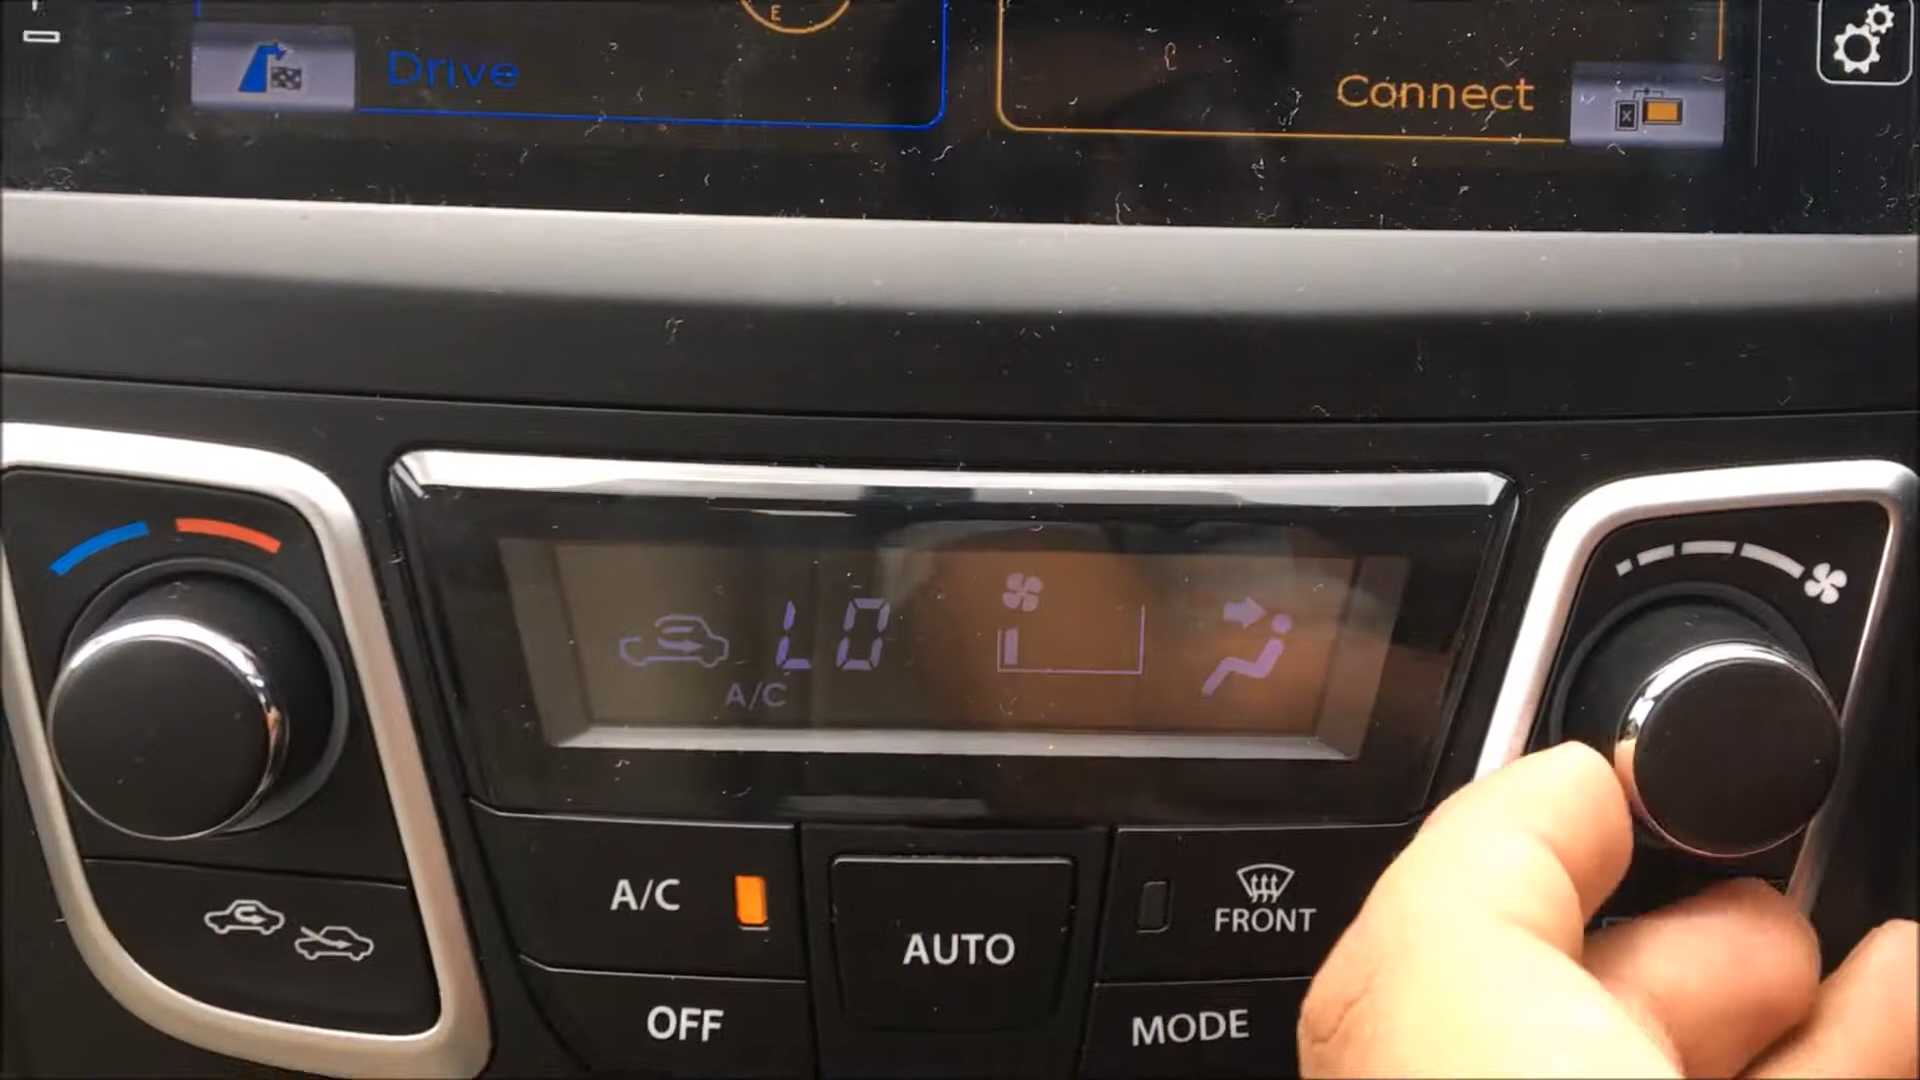 E
Drive
Connect
LO
A/C
A/C
AUTO
FRONT
OFF
MODE